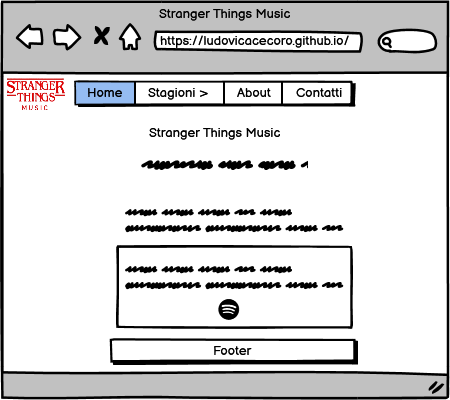 Stranger Things Music
https://ludovicacecoro.github.io/
STRANGER
THINGS
MUSIC
Home Stagioni > About Contatti
Stranger Things Music
Footer